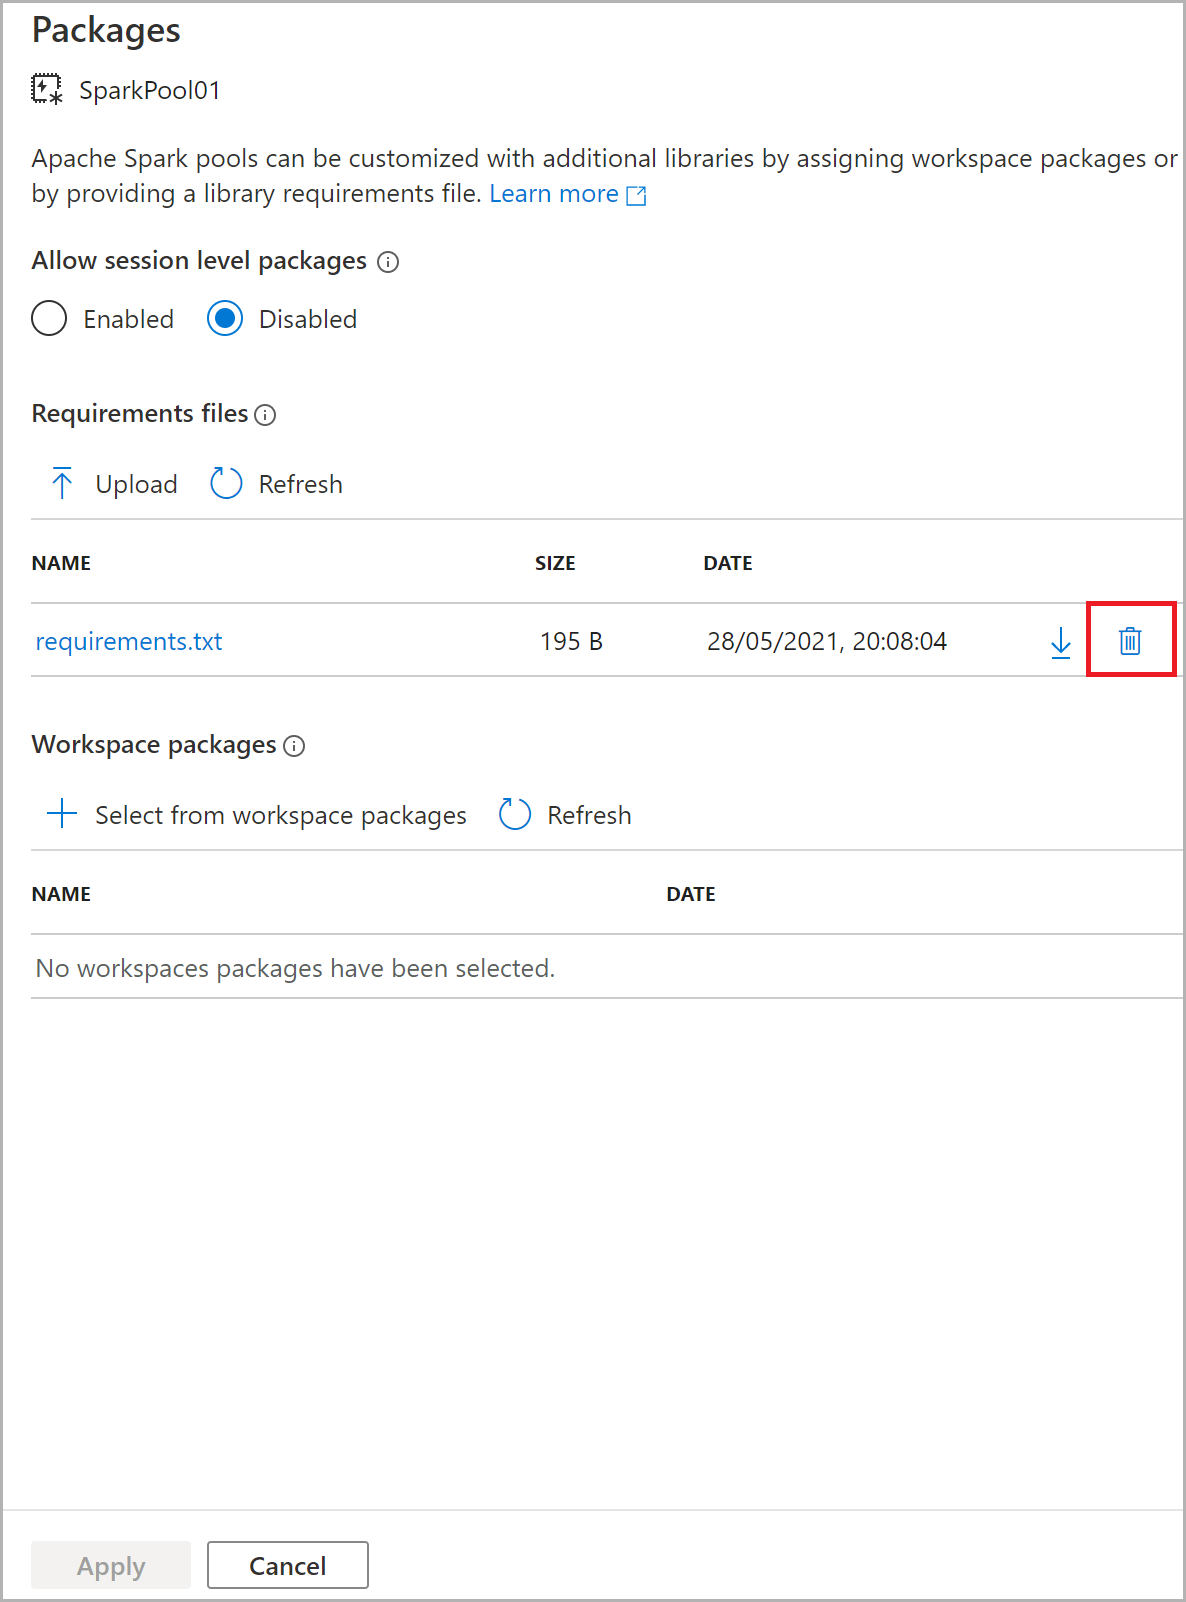 Packages
SparkPool01
Apache Spark pools can be customized with additional libraries by assigning workspace packages or
by providing a library requirements file. Learn more
Allow session level packages
Enabled Disabled
Requirements files
Upload Refresh
NAME SIZE DATE
requirements.txt 195 B 28/05/2021, 20:08:04
Workspace packages
Select from workspace packages Refresh
NAME DATE
No workspaces packages have been selected.
Apply Cancel